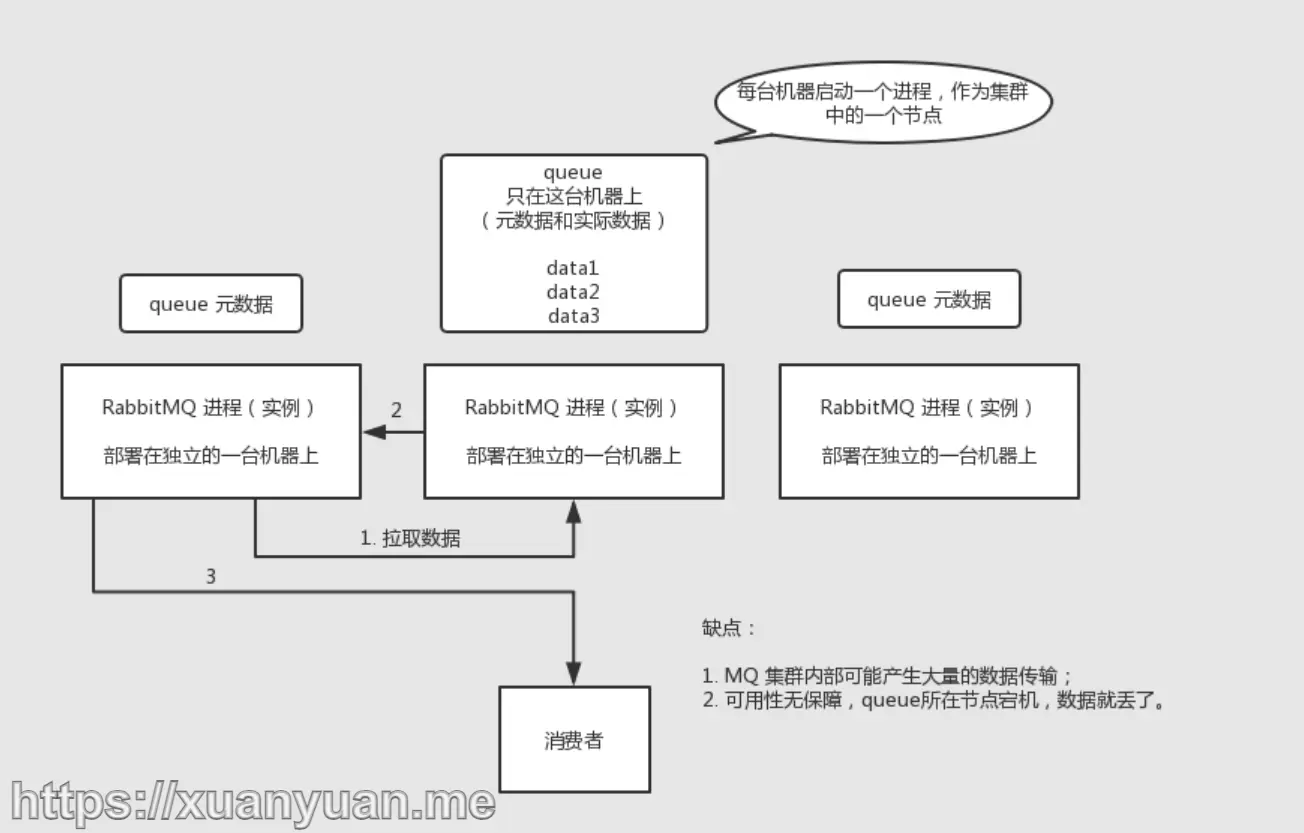 每台机器启动一个进程，作为集群
中的一个节点
queue
只在这台机器上
（元数据和实际数据）
data1
data2
data3
queue 元数据
queue 元数据
RabbitMQ 进程（实例）
部署在独立的一台机器上
2
RabbitMQ 进程（实例）
部署在独立的一台机器上
RabbitMQ 进程（实例）
部署在独立的一台机器上
1. 拉取数据
3
缺点：
1. MQ 集群内部可能产生大量的数据传输；
2. 可用性无保障，queue所在节点宕机，数据就丢了。
消费者
https://xuanyuan.me